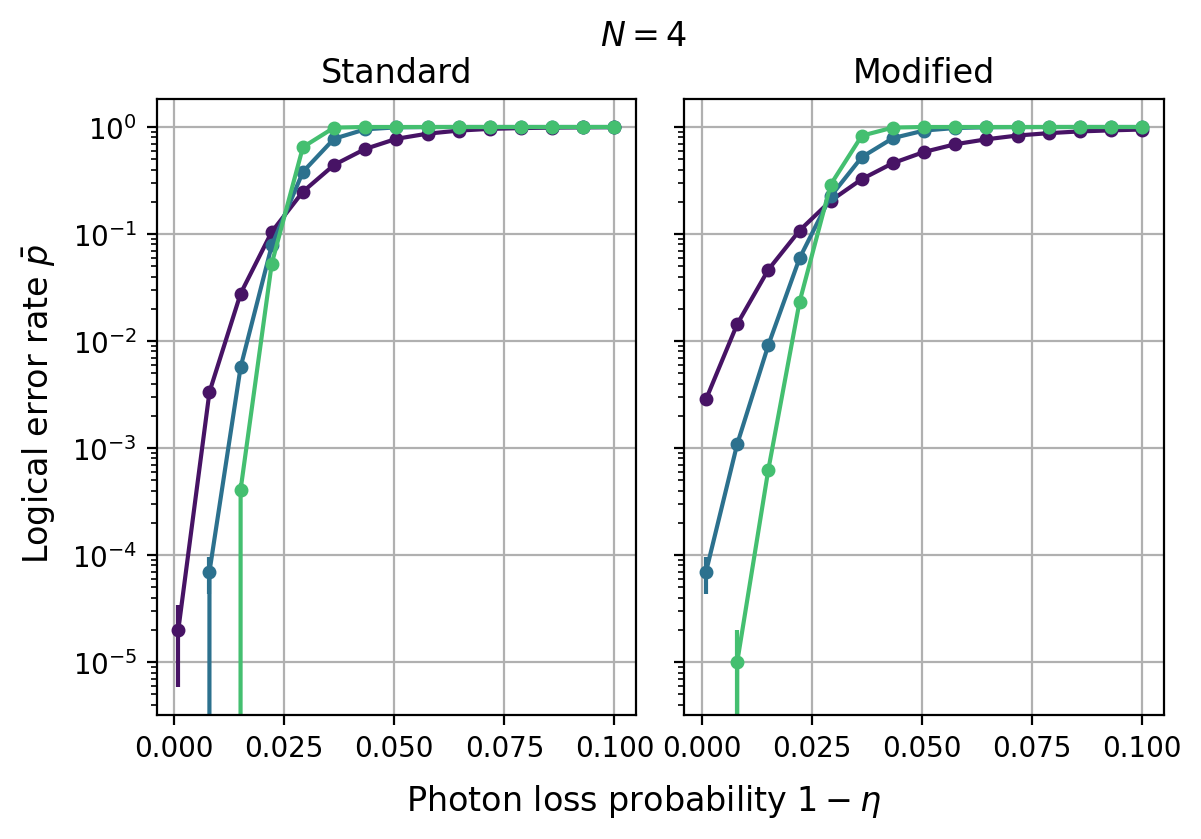 N = 4
Standard
Modified
Logical error rate p̄
10⁰
10⁻¹
10⁻²
10⁻³
10⁻⁴
10⁻⁵
0.000 0.025 0.050 0.075 0.100
0.000 0.025 0.050 0.075 0.100
Photon loss probability 1 − η